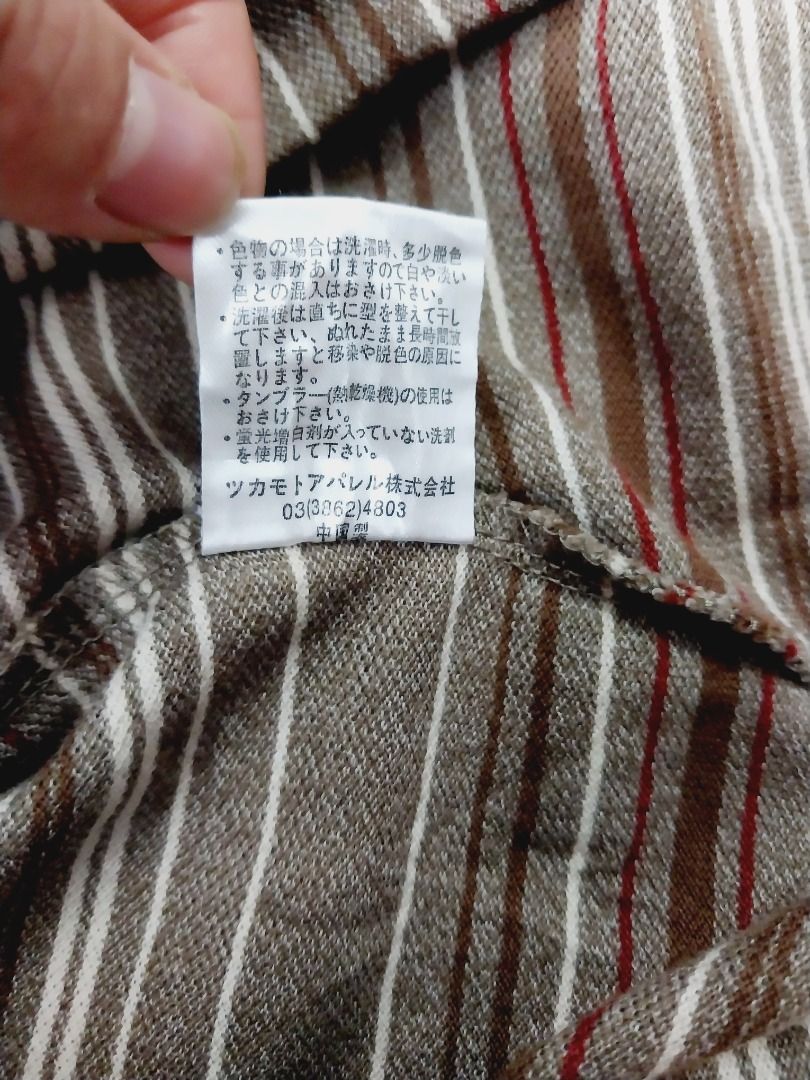 ・色物の場合は洗濯時、多少脱色
する事がありますので白や淡い
色との混入はおさけ下さい。
・洗濯後は直ちに型を整えて干し
て下さい、ぬれたまま長時間放
置しますと移染や脱色の原因に
なります。
・タンブラー(熱乾燥機)の使用は
おさけ下さい。
・蛍光増白剤が入っていない洗剤
を使用して下さい。
ツカモトアパレル株式会社
03(3862)4803
中国製